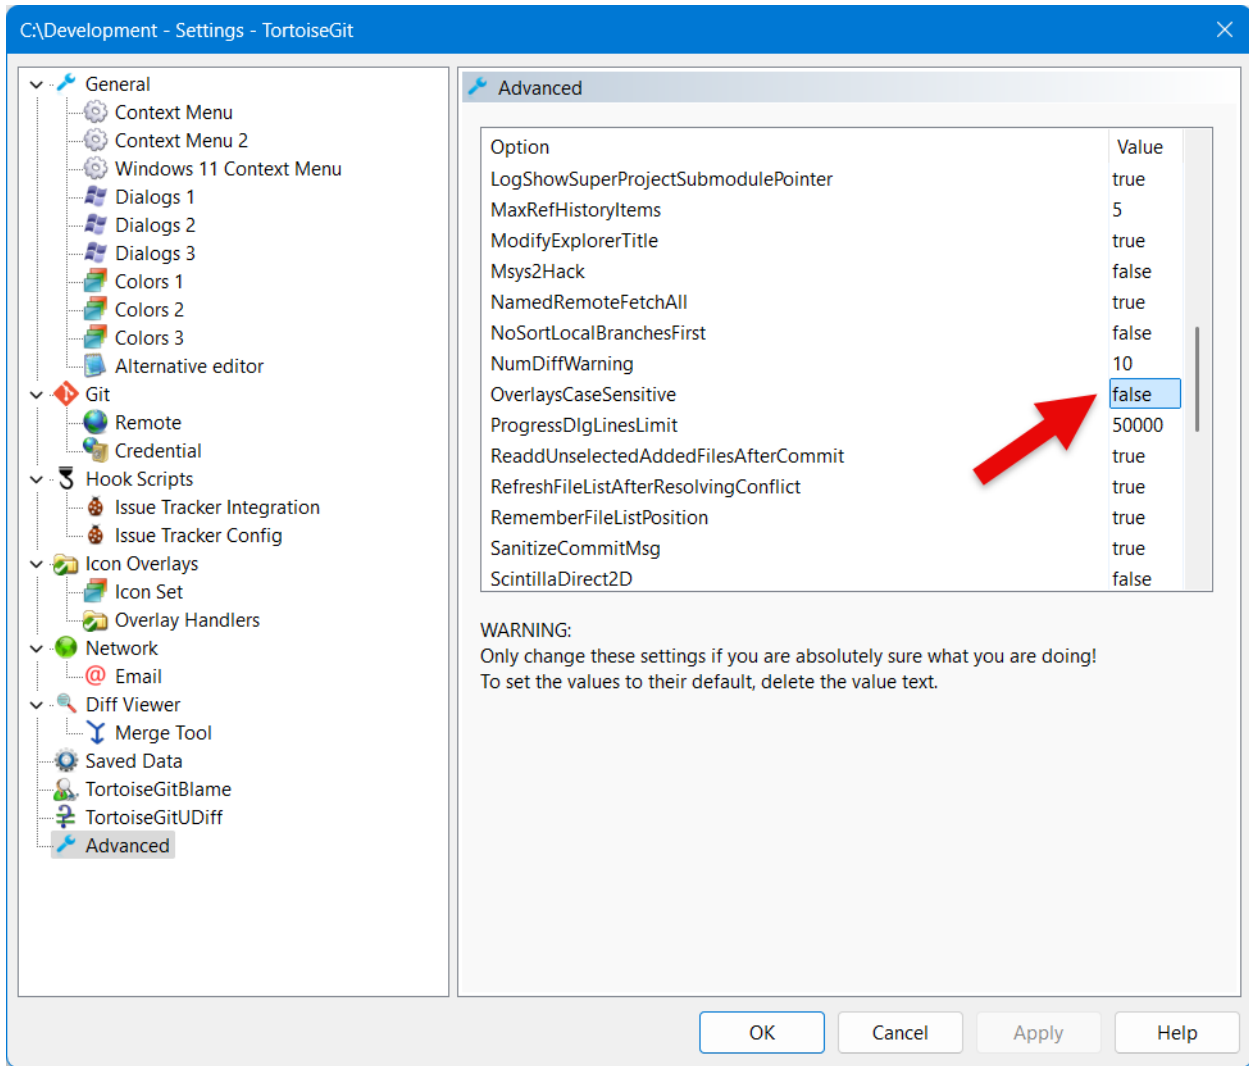 C:\Development - Settings - TortoiseGit
General
Context Menu
Context Menu 2
Windows 11 Context Menu
Dialogs 1
Dialogs 2
Dialogs 3
Colors 1
Colors 2
Colors 3
Alternative editor
Git
Remote
Credential
Hook Scripts
Issue Tracker Integration
Issue Tracker Config
Icon Overlays
Icon Set
Overlay Handlers
Network
Email
Diff Viewer
Merge Tool
Saved Data
TortoiseGitBlame
TortoiseGitUDiff
Advanced
Advanced
Option Value
LogShowSuperProjectSubmodulePointer true
MaxRefHistoryItems 5
ModifyExplorerTitle true
Msys2Hack false
NamedRemoteFetchAll true
NoSortLocalBranchesFirst false
NumDiffWarning 10
OverlaysCaseSensitive false
ProgressDlgLinesLimit 50000
ReaddUnselectedAddedFilesAfterCommit true
RefreshFileListAfterResolvingConflict true
RememberFileListPosition true
SanitizeCommitMsg true
ScintillaDirect2D false
WARNING:
Only change these settings if you are absolutely sure what you are doing!
To set the values to their default, delete the value text.
OK Cancel Apply Help